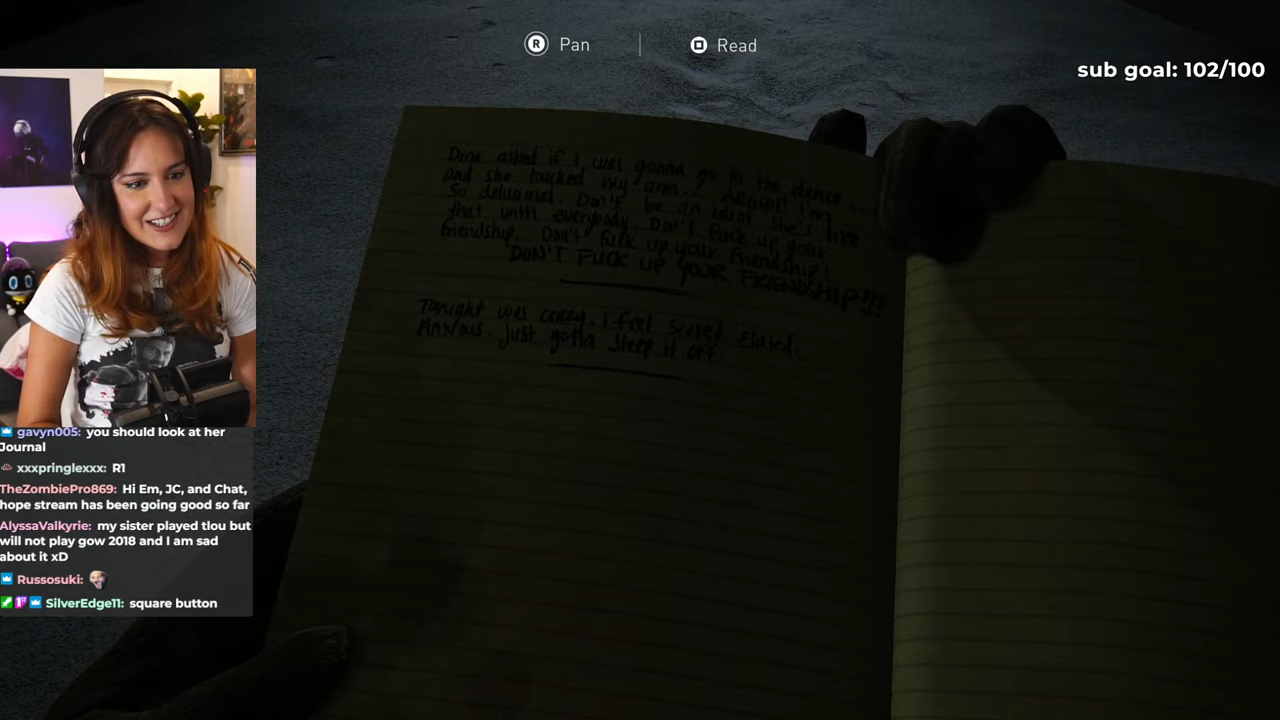 Pan
Read
sub goal: 102/100
Dina asked if I was gonna go to the dance
and she touched my arm. ARGHH! I'm
So delusional. Don't be an idiot. She's like
that with everybody. Don't fuck up your
friendship. Don't fuck up your friendship!
DON'T FUCK UP YOUR FRIENDSHIP!!!
Tonight was crazy. I feel scared. Elated.
Anxious. Just gotta sleep it off.
gavyn005: you should look at her
Journal
xxxpringlexxx: R1
TheZombiePro869: Hi Em, JC, and Chat,
hope stream has been going good so far
AlyssaValkyrie: my sister played tlou but
will not play gow 2018 and I am sad
about it xD
Russosuki:
SilverEdge11: square button